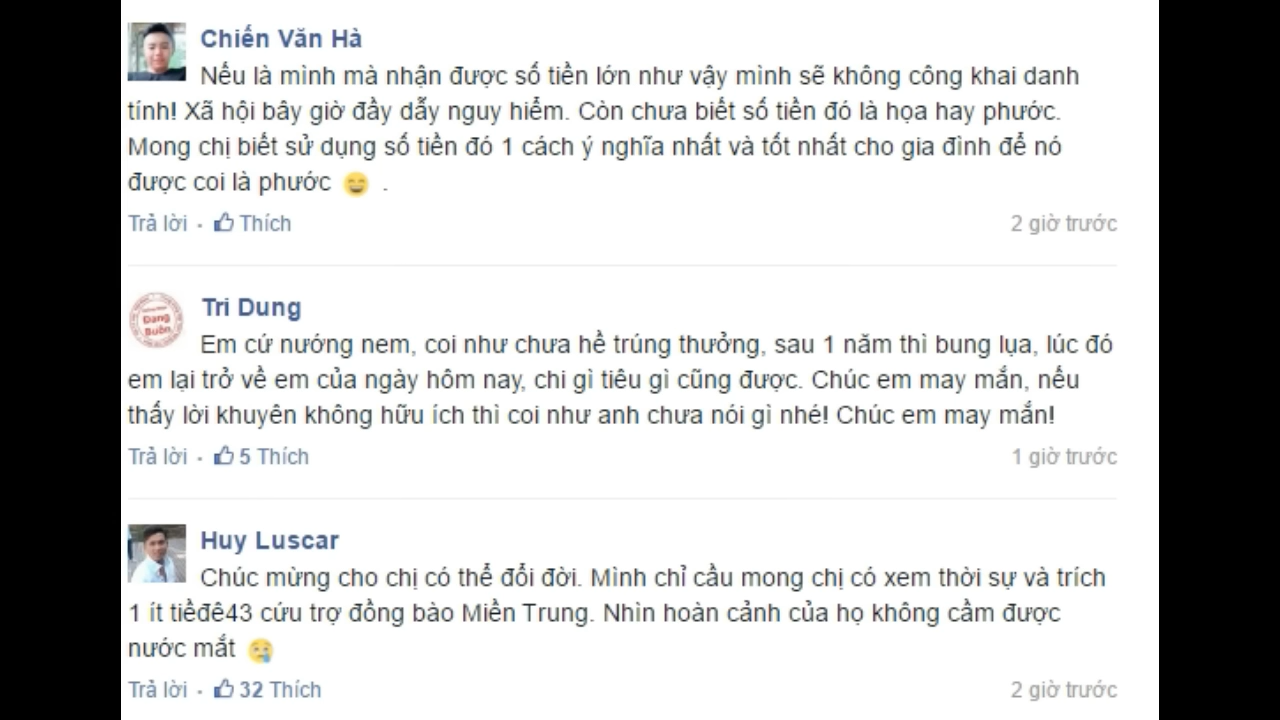 Chiến Văn Hà
Nếu là mình mà nhận được số tiền lớn như vậy mình sẽ không công khai danh
tính! Xã hội bây giờ đầy dẫy nguy hiểm. Còn chưa biết số tiền đó là họa hay phước.
Mong chị biết sử dụng số tiền đó 1 cách ý nghĩa nhất và tốt nhất cho gia đình để nó
được coi là phước 😄 .
Trả lời · Thích 2 giờ trước
Đang
Buồn
Tri Dung
Em cứ nướng nem, coi như chưa hề trúng thưởng, sau 1 năm thì bung lụa, lúc đó
em lại trở về em của ngày hôm nay, chi gì tiêu gì cũng được. Chúc em may mắn, nếu
thấy lời khuyên không hữu ích thì coi như anh chưa nói gì nhé! Chúc em may mắn!
Trả lời · 5 Thích 1 giờ trước
Huy Luscar
Chúc mừng cho chị có thể đổi đời. Mình chỉ cầu mong chị có xem thời sự và trích
1 ít tiềđê43 cứu trợ đồng bào Miền Trung. Nhìn hoàn cảnh của họ không cầm được
nước mắt 😢
Trả lời · 32 Thích 2 giờ trước